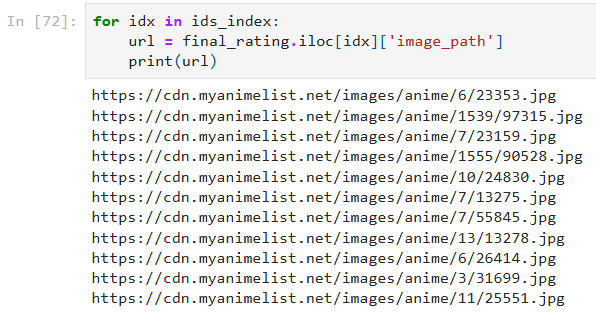 In [72]: for idx in ids_index:
    url = final_rating.iloc[idx]['image_path']
    print(url)
https://cdn.myanimelist.net/images/anime/6/23353.jpg
https://cdn.myanimelist.net/images/anime/1539/97315.jpg
https://cdn.myanimelist.net/images/anime/7/23159.jpg
https://cdn.myanimelist.net/images/anime/1555/90528.jpg
https://cdn.myanimelist.net/images/anime/10/24830.jpg
https://cdn.myanimelist.net/images/anime/7/13275.jpg
https://cdn.myanimelist.net/images/anime/7/55845.jpg
https://cdn.myanimelist.net/images/anime/13/13278.jpg
https://cdn.myanimelist.net/images/anime/6/26414.jpg
https://cdn.myanimelist.net/images/anime/3/31699.jpg
https://cdn.myanimelist.net/images/anime/11/25551.jpg